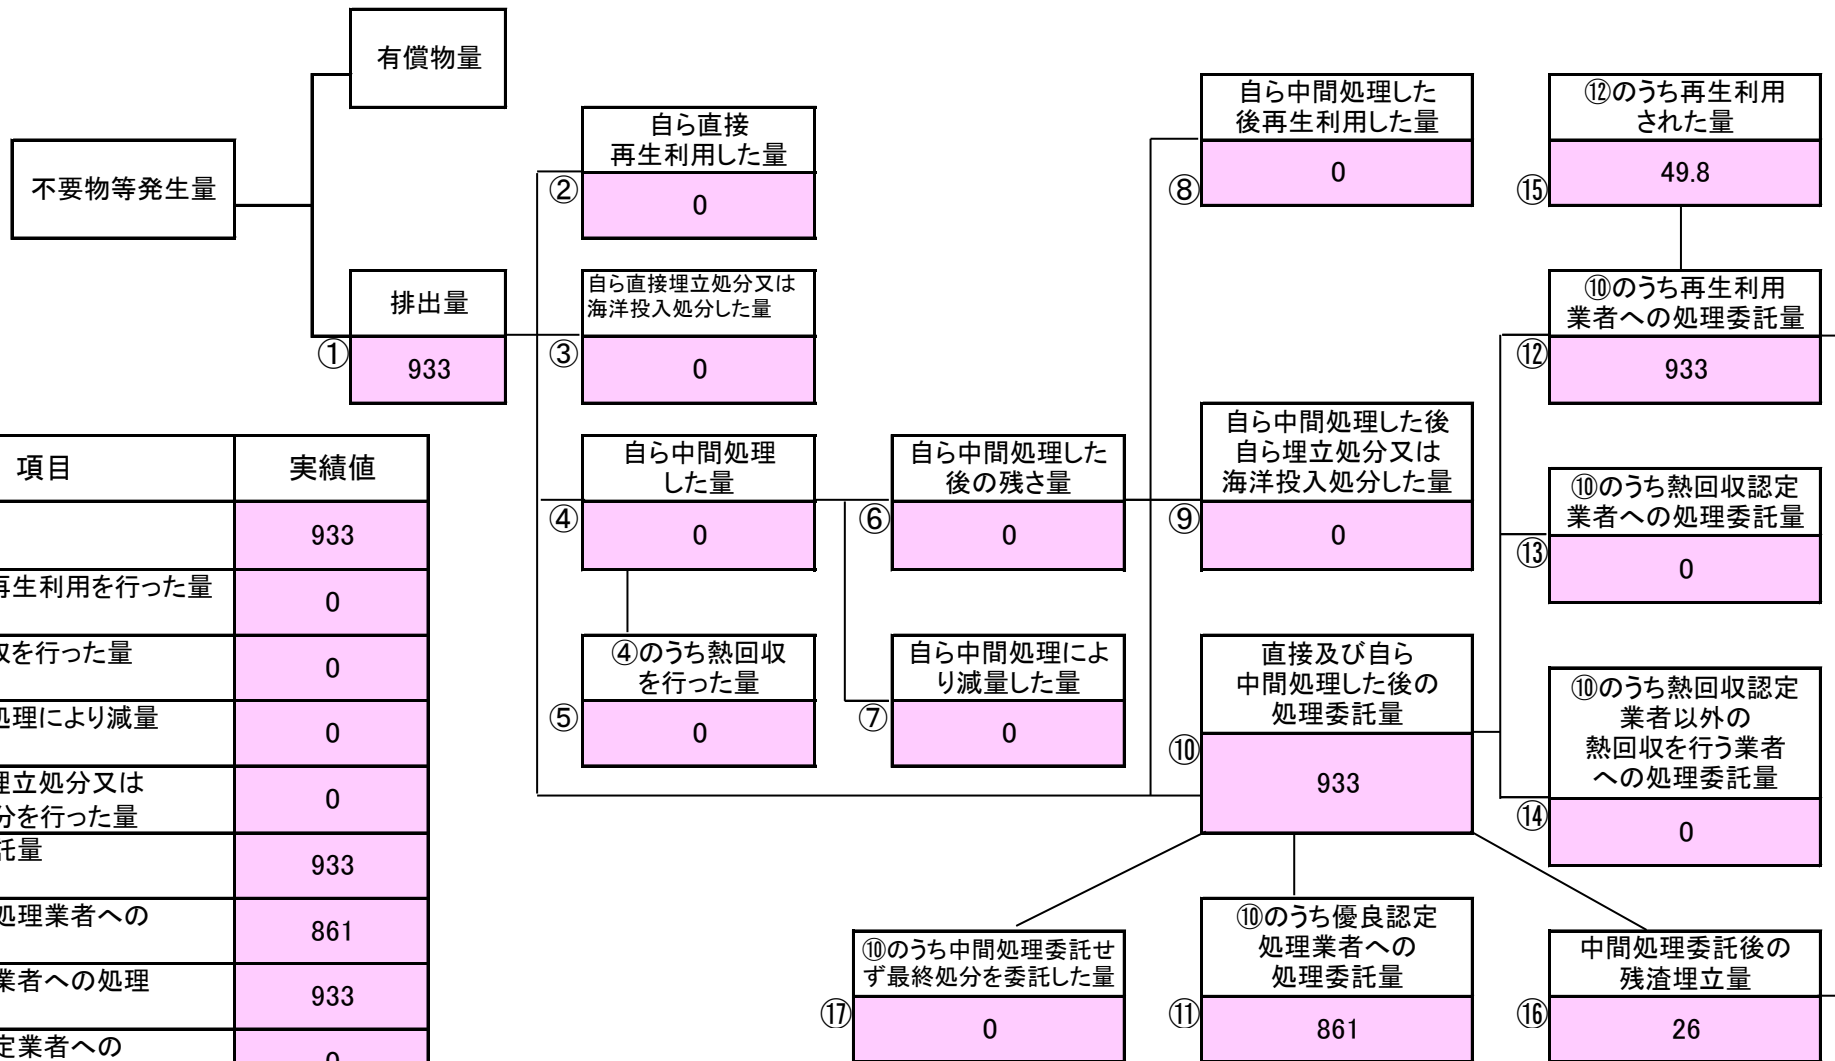 有償物量
不要物等発生量
排出量
①
933
自ら直接
再生利用した量
②
0
自ら直接埋立処分又は
海洋投入処分した量
③
0
自ら中間処理
した量
④
0
④のうち熱回収
を行った量
⑤
0
自ら中間処理した
後の残さ量
⑥
0
自ら中間処理によ
り減量した量
⑦
0
自ら中間処理した
後再生利用した量
⑧
0
自ら中間処理した後
自ら埋立処分又は
海洋投入処分した量
⑨
0
直接及び自ら
中間処理した後の
処理委託量
⑩
933
⑫のうち再生利用
された量
⑮
49.8
⑩のうち再生利用
業者への処理委託量
⑫
933
⑩のうち熱回収認定
業者への処理委託量
⑬
0
⑩のうち熱回収認定
業者以外の
熱回収を行う業者
への処理委託量
⑭
0
⑩のうち中間処理委託せ
ず最終処分を委託した量
⑰
0
⑩のうち優良認定
処理業者への
処理委託量
⑪
861
中間処理委託後の
残渣埋立量
⑯
26
項目 実績値
933
再生利用を行った量
0
収を行った量
0
処理により減量
0
埋立処分又は
分を行った量
0
託量
933
処理業者への
861
業者への処理
933
定業者への
0